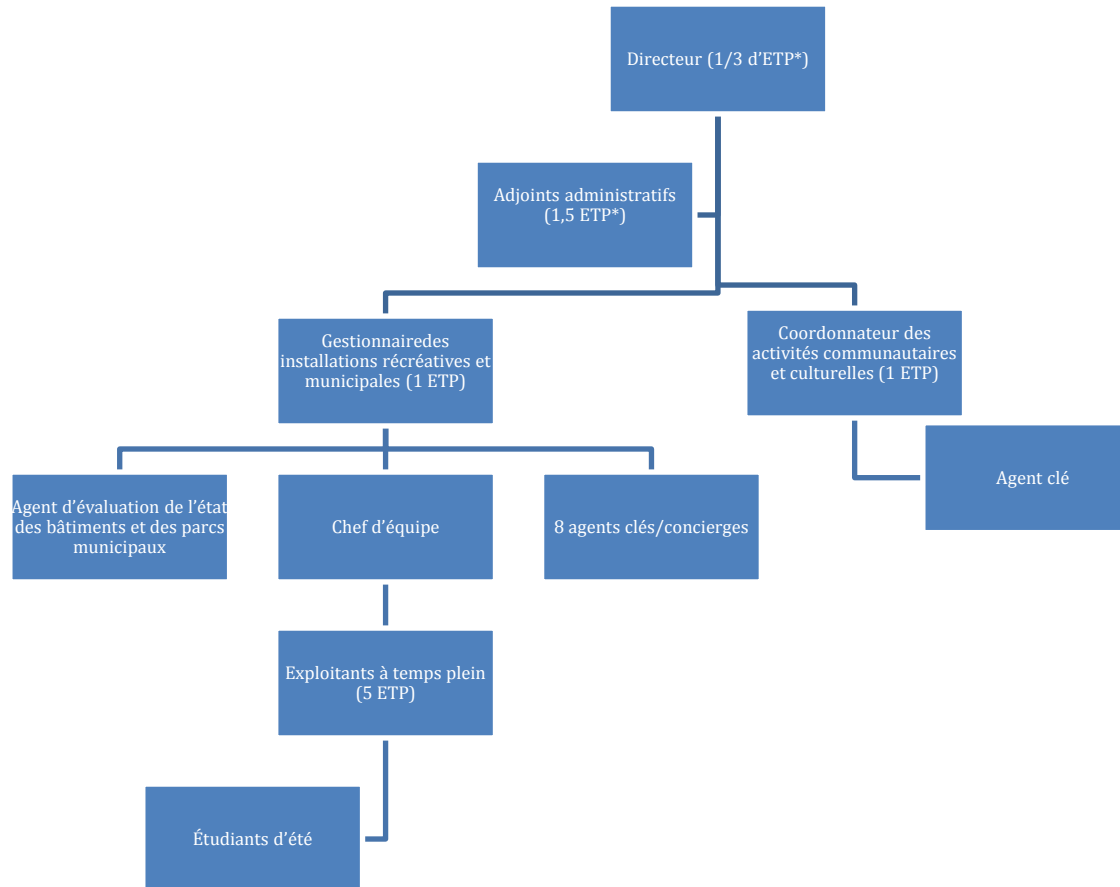 Directeur (1/3 d’ETP*)
Adjoints administratifs
(1,5 ETP*)
Gestionnairedes
installations récréatives et
municipales (1 ETP)
Coordonnateur des
activités communautaires
et culturelles (1 ETP)
Agent clé
Agent d’évaluation de l’état
des bâtiments et des parcs
municipaux
Chef d’équipe
8 agents clés/concierges
Exploitants à temps plein
(5 ETP)
Étudiants d’été